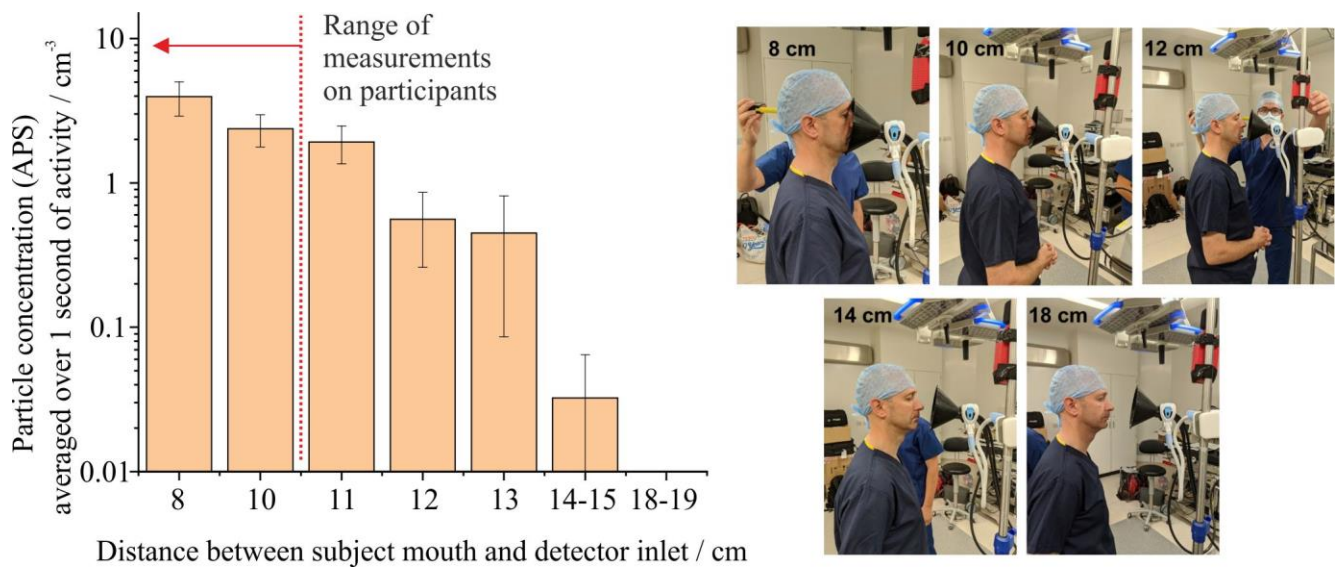 Particle concentration (APS)
averaged over 1 second of activity / cm⁻³
10
1
0.1
0.01
Range of
measurements
on participants
8 10 11 12 13 14-15 18-19
Distance between subject mouth and detector inlet / cm
8 cm
10 cm
12 cm
14 cm
18 cm